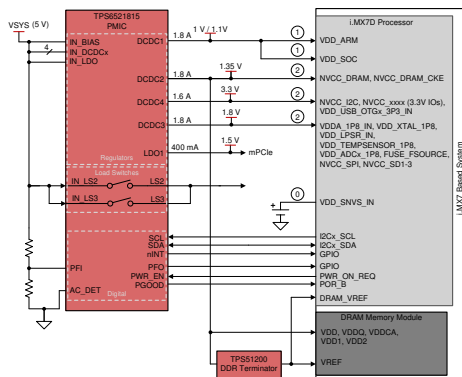 VSYS (5 V)
TPS6521815
PMIC
IN_BIAS
IN_DCDCx
4
IN_LDO
DCDC1
1.8 A
1 V / 1.1V
DCDC2
1.8 A
1.35 V
DCDC4
1.6 A
3.3 V
DCDC3
1.8 A
1.8 V
LDO1
400 mA
1.5 V
mPCIe
Regulators
Load Switches
IN_LS2
LS2
IN_LS3
LS3
SCL
SDA
nINT
PFI
PFO
PWR_EN
AC_DET
PGOOD
Digital
i.MX7D Processor
1
VDD_ARM
1
VDD_SOC
2
NVCC_DRAM, NVCC_DRAM_CKE
2
NVCC_I2C, NVCC_xxxx (3.3V IOs),
VDD_USB_OTGx_3P3_IN
2
VDDA_1P8_IN, VDD_XTAL_1P8,
VDD_LPSR_IN,
VDD_TEMPSENSOR_1P8,
VDD_ADCx_1P8, FUSE_FSOURCE,
NVCC_SPI, NVCC_SD1-3
0
VDD_SNVS_IN
+
I2Cx_SCL
I2Cx_SDA
GPIO
GPIO
PWR_ON_REQ
POR_B
DRAM_VREF
i.MX7 Based System
DRAM Memory Module
VDD, VDDQ, VDDCA,
VDD1, VDD2
VREF
TPS51200
DDR Terminator